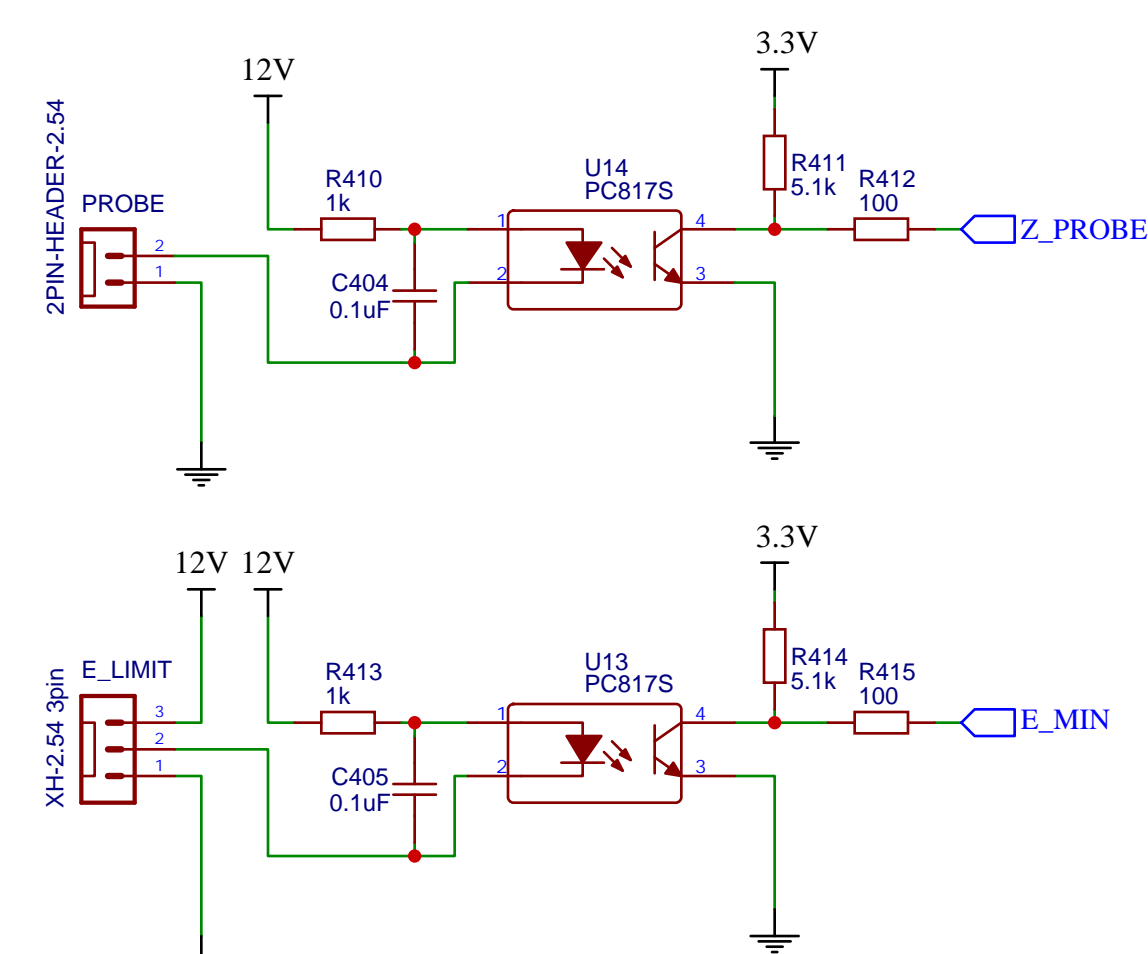 3.3V
12V
2PIN-HEADER-2.54
PROBE
2
1
R410
1k
C404
0.1uF
U14
PC817S
1
2
4
3
R411
5.1k
R412
100
Z_PROBE
12V 12V
3.3V
XH-2.54 3pin
E_LIMIT
3
2
1
R413
1k
C405
0.1uF
U13
PC817S
1
2
4
3
R414
5.1k
R415
100
E_MIN